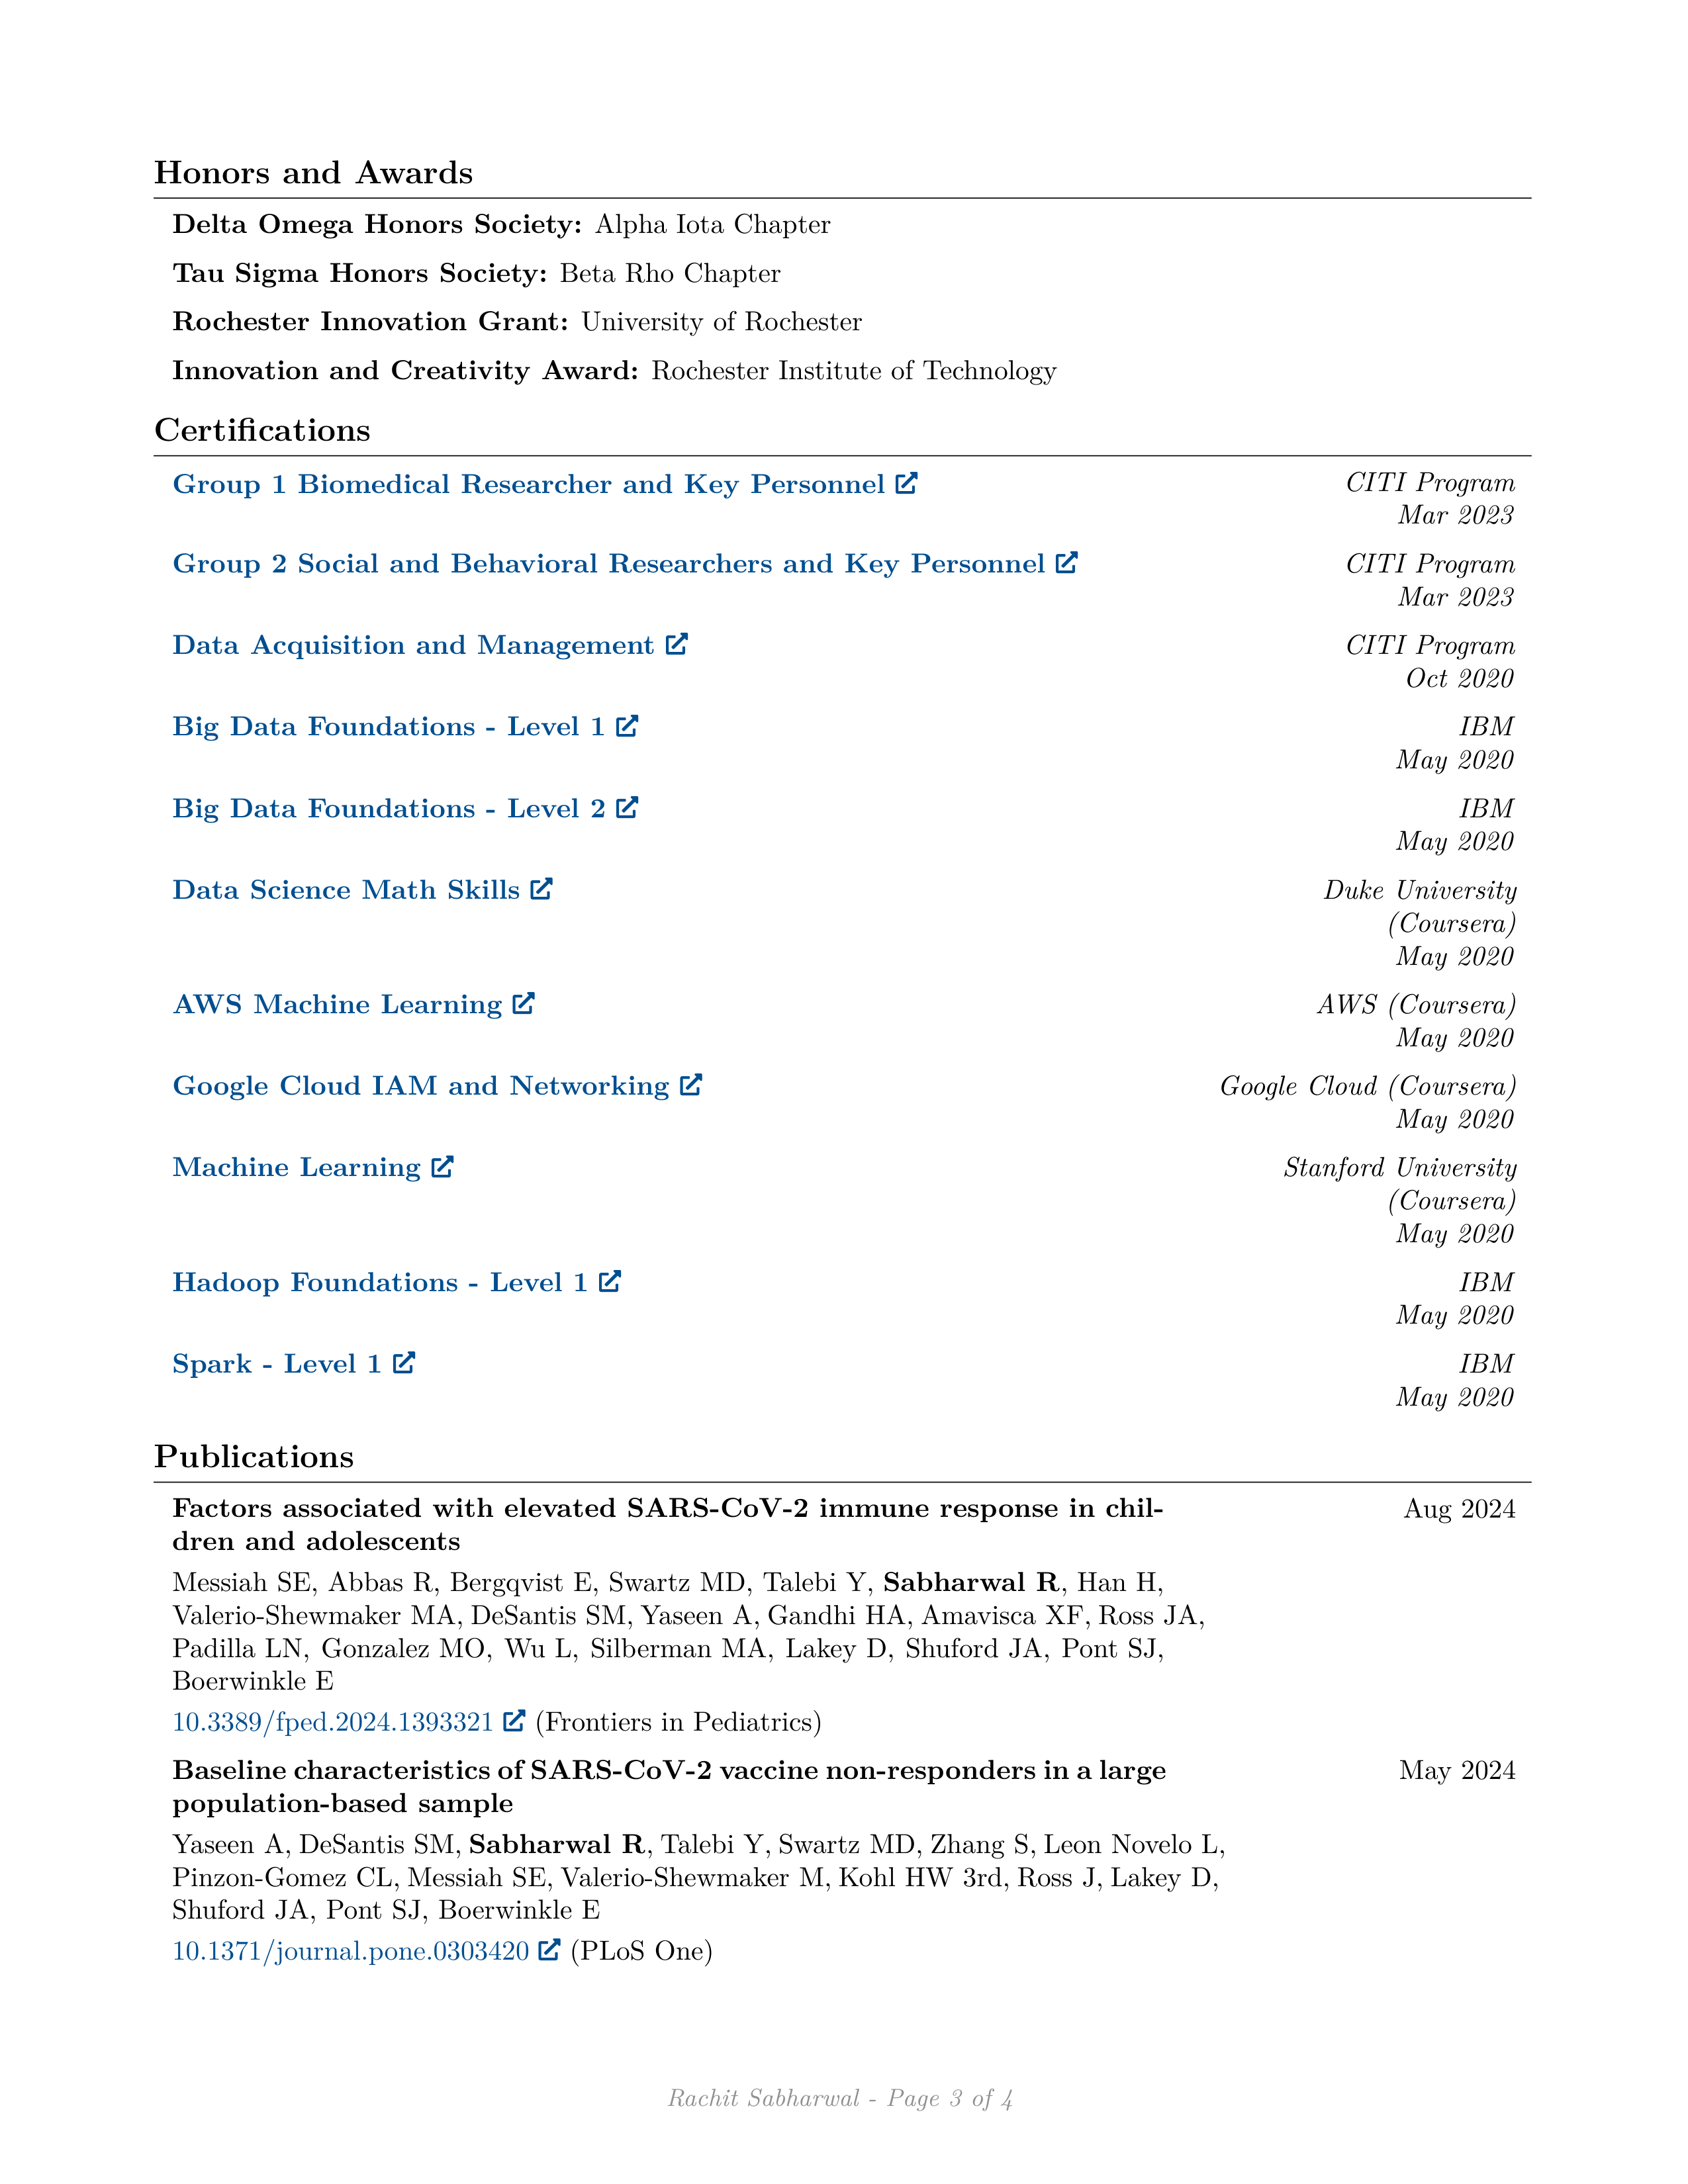 Honors and Awards
Delta Omega Honors Society: Alpha Iota Chapter
Tau Sigma Honors Society: Beta Rho Chapter
Rochester Innovation Grant: University of Rochester
Innovation and Creativity Award: Rochester Institute of Technology
Certifications
Group 1 Biomedical Researcher and Key Personnel CITI Program
Mar 2023
Group 2 Social and Behavioral Researchers and Key Personnel CITI Program
Mar 2023
Data Acquisition and Management CITI Program
Oct 2020
Big Data Foundations - Level 1 IBM
May 2020
Big Data Foundations - Level 2 IBM
May 2020
Data Science Math Skills Duke University
(Coursera)
May 2020
AWS Machine Learning AWS (Coursera)
May 2020
Google Cloud IAM and Networking Google Cloud (Coursera)
May 2020
Machine Learning Stanford University
(Coursera)
May 2020
Hadoop Foundations - Level 1 IBM
May 2020
Spark - Level 1 IBM
May 2020
Publications
Factors associated with elevated SARS-CoV-2 immune response in chil- Aug 2024
dren and adolescents
Messiah SE, Abbas R, Bergqvist E, Swartz MD, Talebi Y, Sabharwal R, Han H,
Valerio-Shewmaker MA, DeSantis SM, Yaseen A, Gandhi HA, Amavisca XF, Ross JA,
Padilla LN, Gonzalez MO, Wu L, Silberman MA, Lakey D, Shuford JA, Pont SJ,
Boerwinkle E
10.3389/fped.2024.1393321 (Frontiers in Pediatrics)
Baseline characteristics of SARS-CoV-2 vaccine non-responders in a large May 2024
population-based sample
Yaseen A, DeSantis SM, Sabharwal R, Talebi Y, Swartz MD, Zhang S, Leon Novelo L,
Pinzon-Gomez CL, Messiah SE, Valerio-Shewmaker M, Kohl HW 3rd, Ross J, Lakey D,
Shuford JA, Pont SJ, Boerwinkle E
10.1371/journal.pone.0303420 (PLoS One)
Rachit Sabharwal - Page 3 of 4